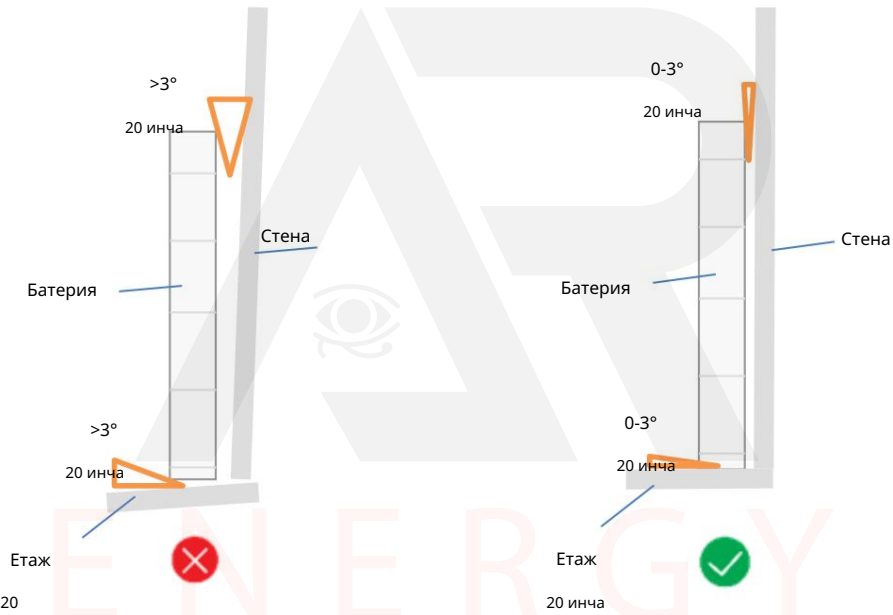 >3°
20 инча
Стена
Батерия
>3°
20 инча
Етаж
20
0-3°
20 инча
Стена
Батерия
0-3°
20 инча
Етаж
20 инча
AR
ENERGY